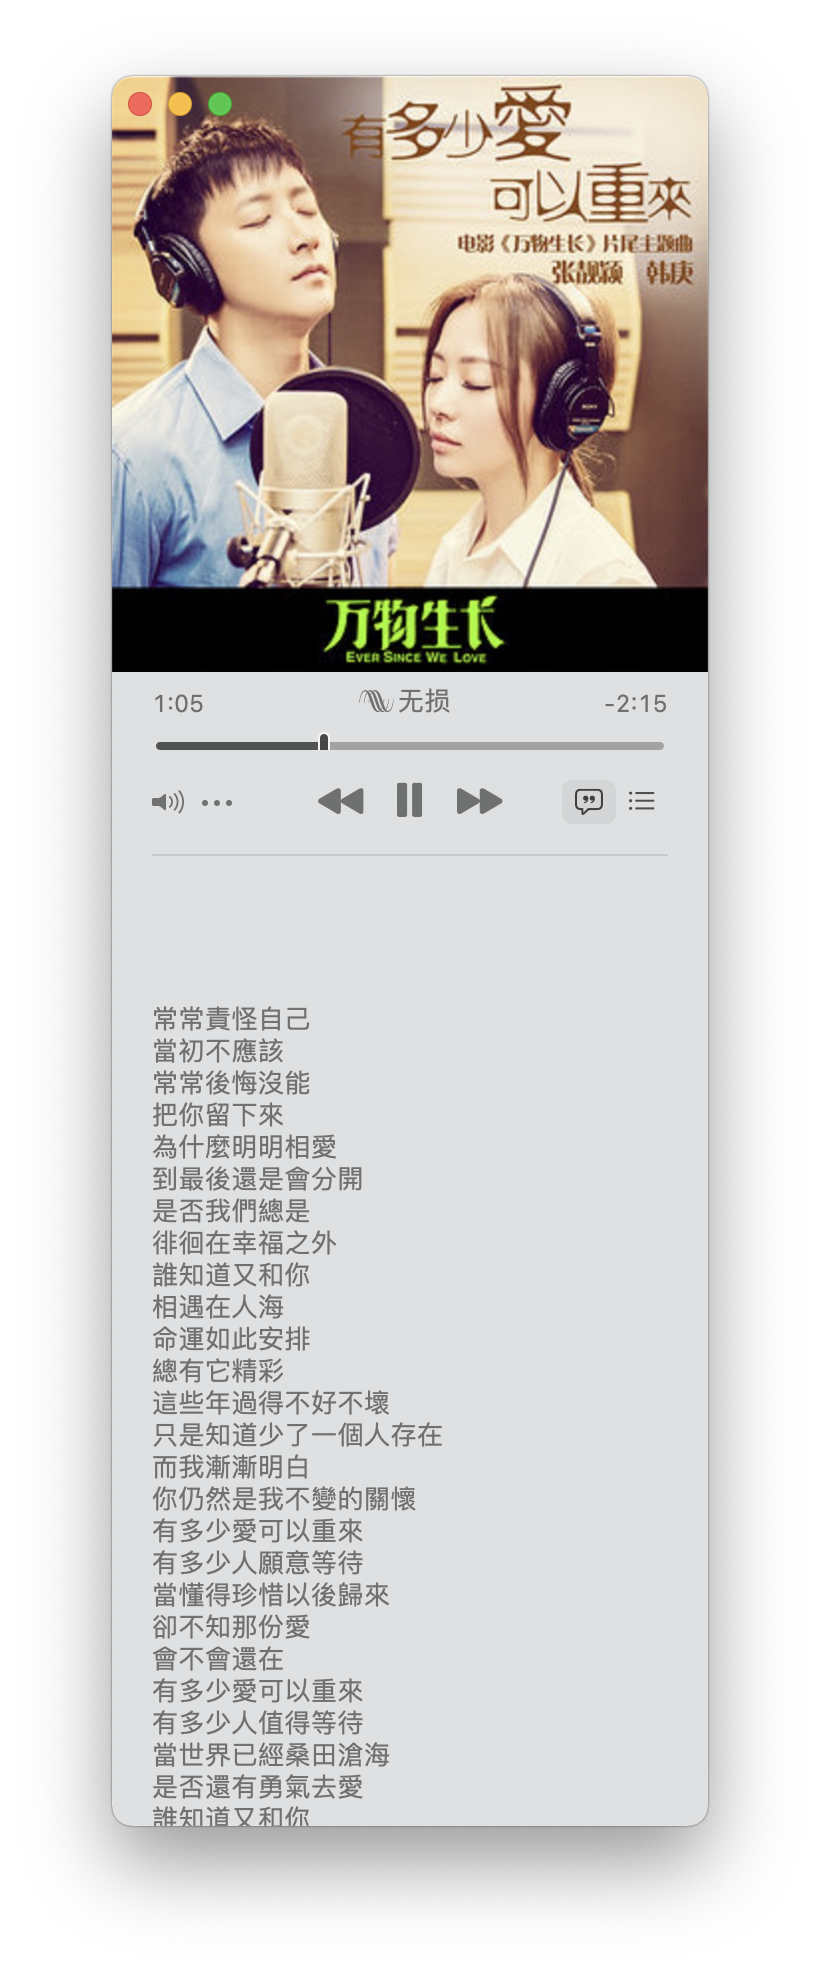 有多少愛
可以重來
电影《万物生长》片尾主题曲
张靓颖 韩庚
万物生长
EVER SINCE WE LOVE
1:05
无损
-2:15
常常責怪自己
當初不應該
常常後悔沒能
把你留下來
為什麼明明相愛
到最後還是會分開
是否我們總是
徘徊在幸福之外
誰知道又和你
相遇在人海
命運如此安排
總有它精彩
這些年過得不好不壞
只是知道少了一個人存在
而我漸漸明白
你仍然是我不變的關懷
有多少愛可以重來
有多少人願意等待
當懂得珍惜以後歸來
卻不知那份愛
會不會還在
有多少愛可以重來
有多少人值得等待
當世界已經桑田滄海
是否還有勇氣去愛
誰知道又和你